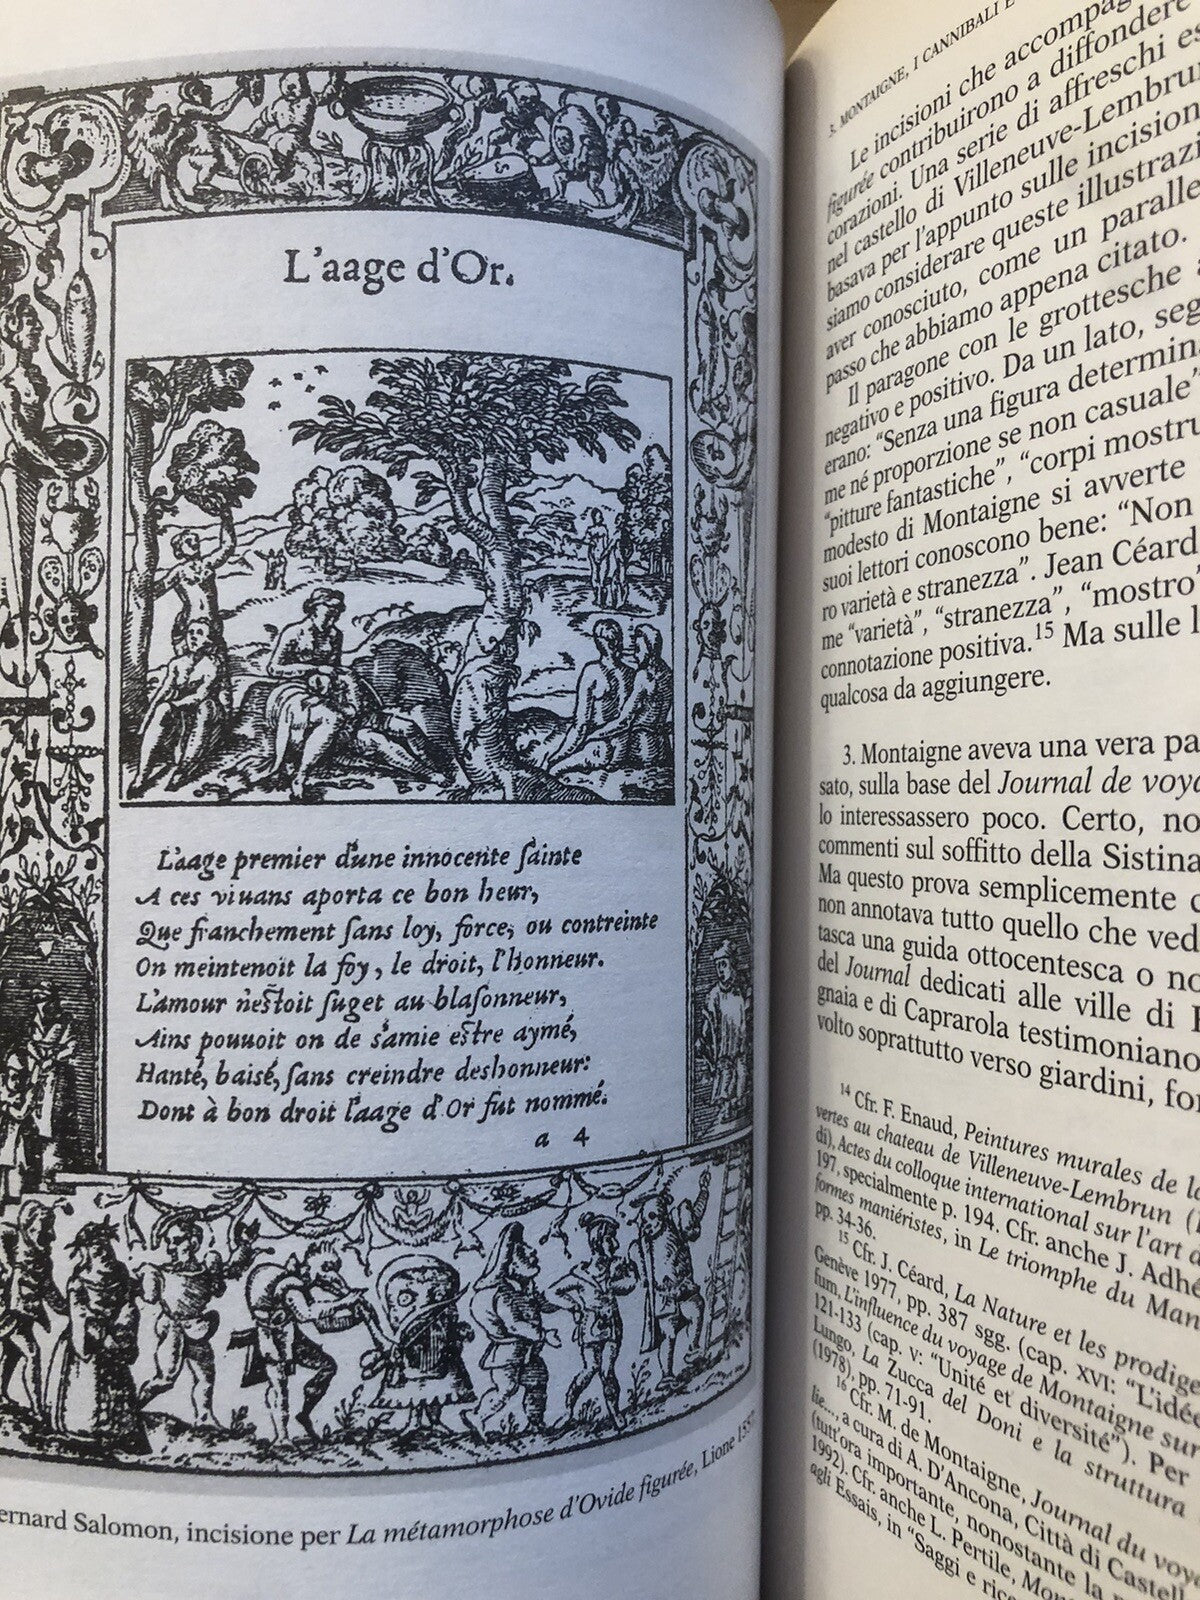 L'aage d'Or.
L'aage premier d'une innocente ſainte
A ces viuans aporta ce bon heur,
Que franchement ſans loy, force, ou contreinte
On meintenoit la foy, le droit, l'honneur.
L'amour n'eſtoit ſuget au blaſonneur,
Ains pouuoit on de s'amie eſtre aymé,
Hanté, baisé, ſans creindre deshonneur:
Dont à bon droit l'aage d'Or fut nommé.
a 4
ernard Salomon, incisione per La métamorphose d'Ovide figurée, Lione 1557
3. MONTAIGNE, I CANNIBALI E
Le incisioni che accompag
figurée contribuirono a diffondere
corazioni. Una serie di affreschi es
nel castello di Villeneuve-Lembrun
basava per l'appunto sulle incision
siamo considerare queste illustrazi
aver conosciuto, come un paralle
passo che abbiamo appena citato.
Il paragone con le grottesche a
negativo e positivo. Da un lato, seg
erano: “Senza una figura determin
me né proporzione se non casuale”
“pitture fantastiche”, “corpi mostru
modesto di Montaigne si avverte
suoi lettori conoscono bene: “Non
ro varietà e stranezza”. Jean Céard
me “varietà”, “stranezza”, “mostro”
connotazione positiva.15 Ma sulle l
qualcosa da aggiungere.
3. Montaigne aveva una vera pa
sato, sulla base del Journal de voya
lo interessassero poco. Certo, no
commenti sul soffitto della Sistina
Ma questo prova semplicemente c
non annotava tutto quello che ved
tasca una guida ottocentesca o no
del Journal dedicati alle ville di
gnaia e di Caprarola testimoniano
volto soprattutto verso giardini, for
14 Cfr. F. Enaud, Peintures murales de la
vertes au chateau de Villeneuve-Lembrun (1
di), Actes du colloque international sur l'art d
197, specialmente p. 194. Cfr. anche J. Adhé
formes maniéristes, in Le triomphe du Man
pp. 34-36.
15 Cfr. J. Céard, La Nature et les prodige
Genève 1977, pp. 387 sgg. (cap. XVI: “L'idé
fum, L'influence du voyage de Montaigne sur
121-133 (cap. V: “Unité et diversité”). Per
Lungo, La Zucca del Doni e la struttura
(1978), pp. 71-91.
16 Cfr. M. de Montaigne, Journal du voya
lie..., a cura di A. D'Ancona, Città di Castell
(tutt'ora importante, nonostante la
1992). Cfr. anche L. Pertile, Mon
agli Essais, in “Saggi e rice